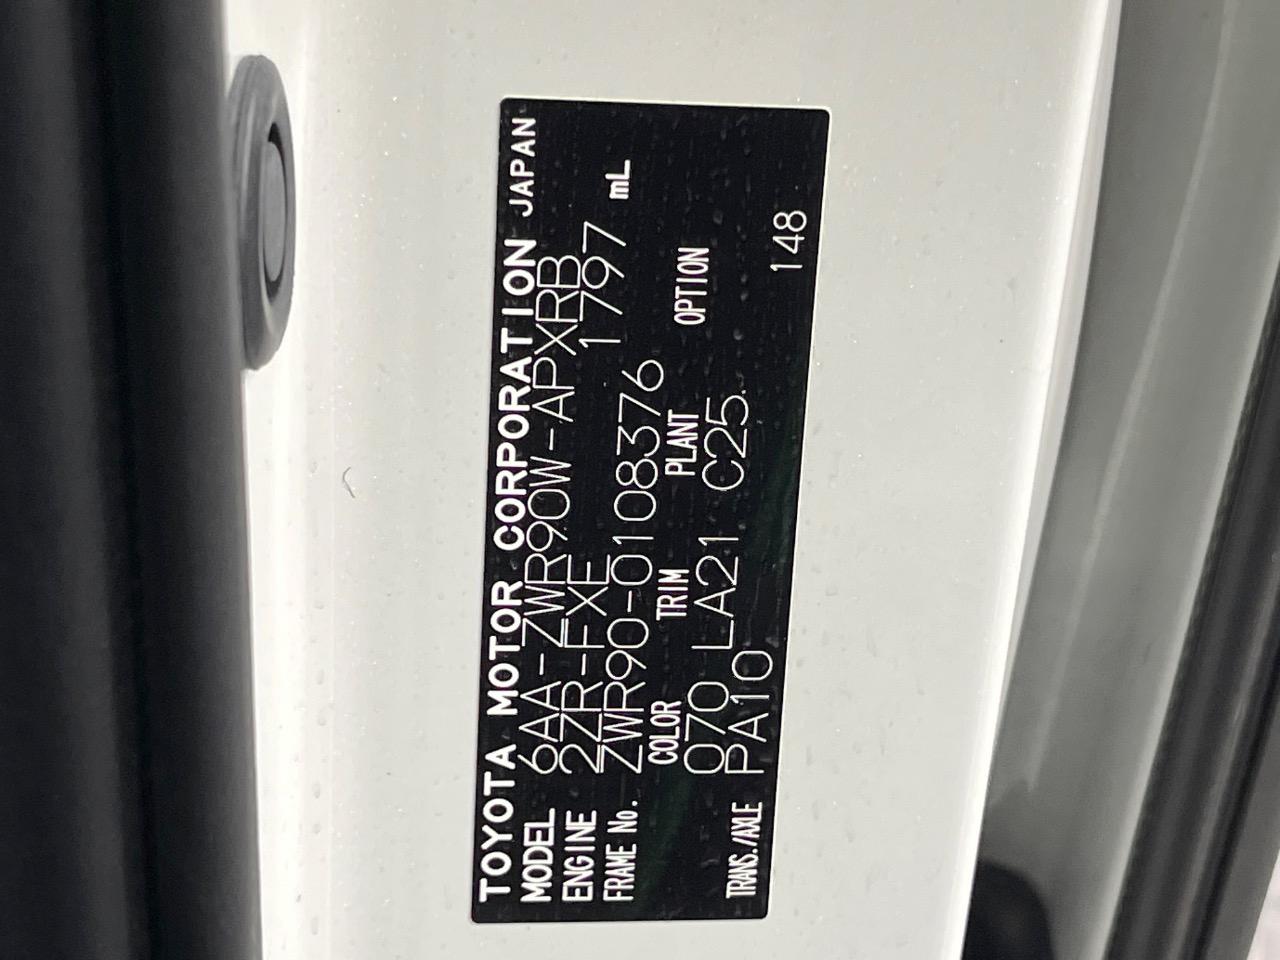 TOYOTA MOTOR CORPORATION JAPAN
MODEL 6AA-ZWR90W-APXRB
ENGINE 2ZR-FXE 1797 mL
FRAME No. ZWR90-0108376
COLOR TRIM PLANT OPTION
070 LA21 C25.
TRANS./AXLE PA10 148